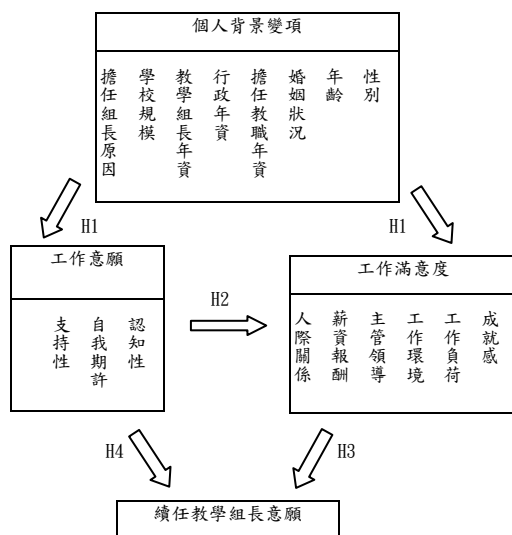 個人背景變項
性別
年齡
婚姻狀況
擔任教職年資
行政年資
教學組長年資
學校規模
擔任組長原因
H1
H1
工作意願
認知性
自我期許
支持性
H2
工作滿意度
成就感
工作負荷
工作環境
主管領導
薪資報酬
人際關係
H4
H3
續任教學組長意願